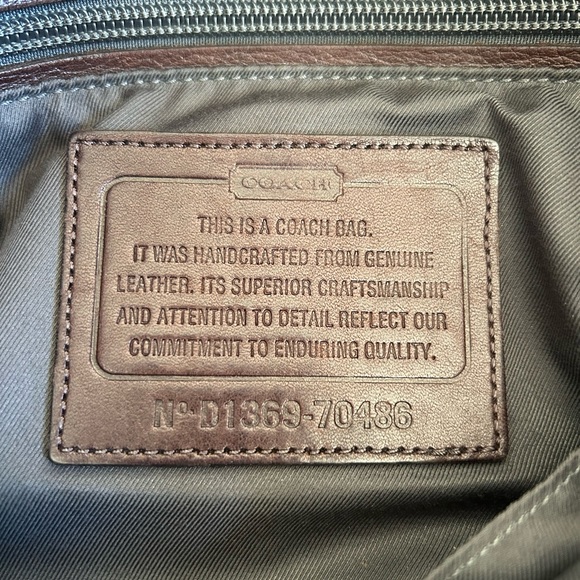 COACH
THIS IS A COACH BAG.
IT WAS HANDCRAFTED FROM GENUINE
LEATHER. ITS SUPERIOR CRAFTSMANSHIP
AND ATTENTION TO DETAIL REFLECT OUR
COMMITMENT TO ENDURING QUALITY.
Nº D1369-70486